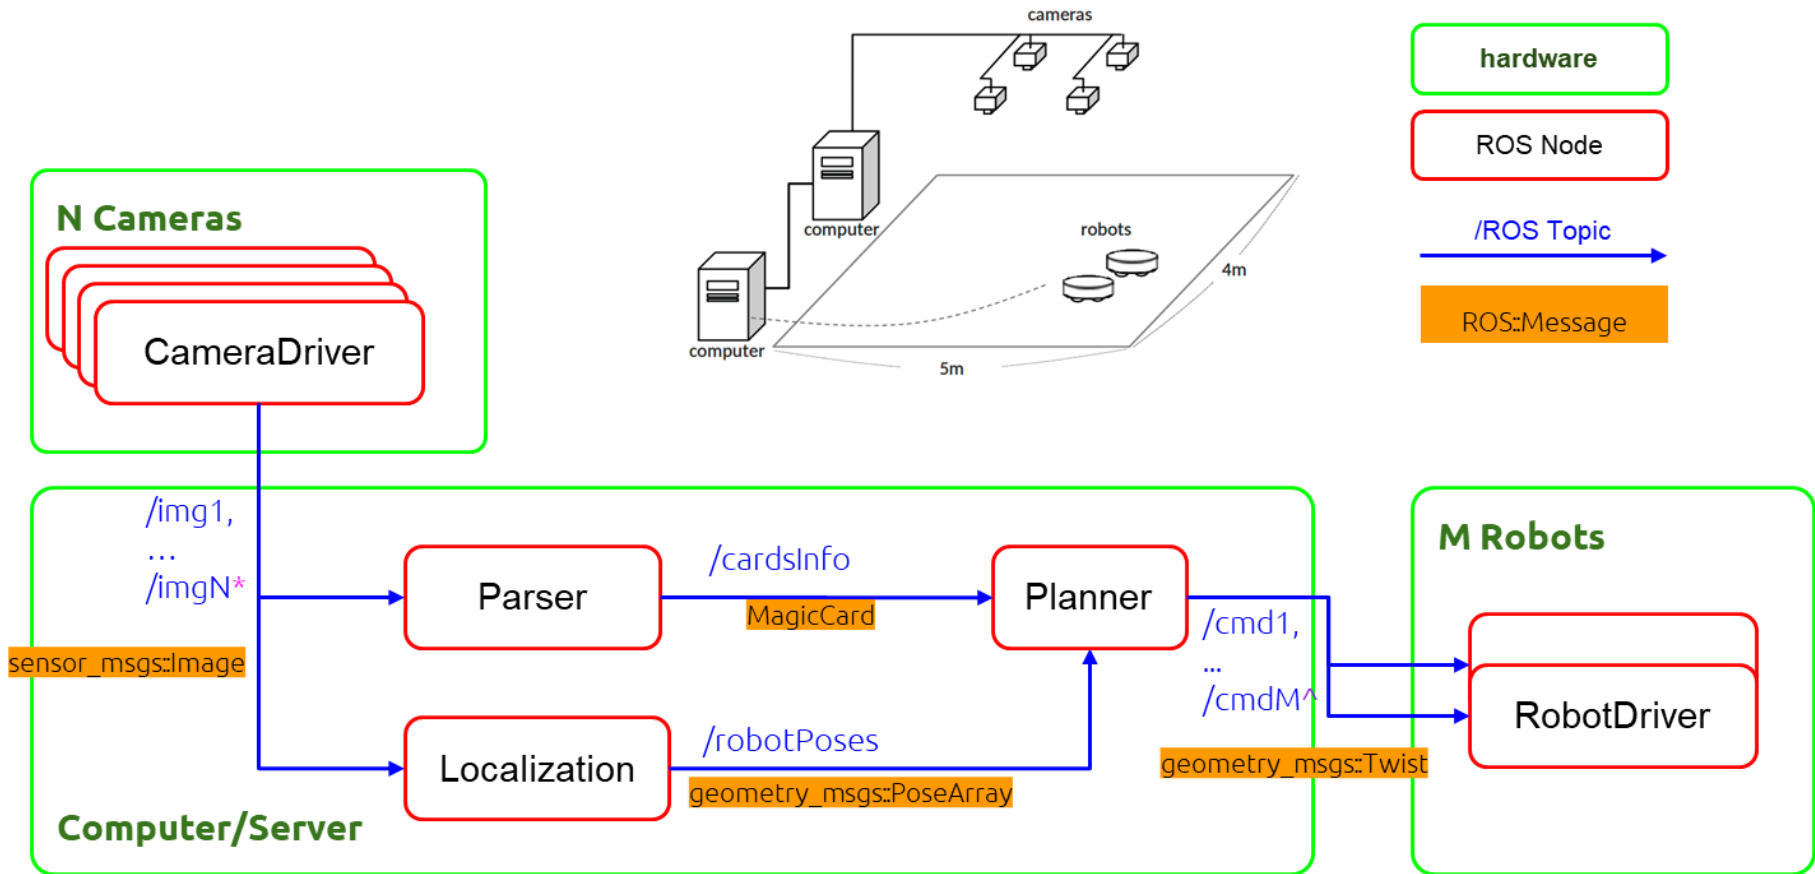 cameras
computer
computer
robots
4m
5m
hardware
ROS Node
/ROS Topic
ROS::Message
N Cameras
CameraDriver
/img1,
...
/imgN*
sensor_msgs::Image
Parser
/cardsInfo
MagicCard
Planner
Localization
/robotPoses
geometry_msgs::PoseArray
Computer/Server
/cmd1,
...
/cmdM^
geometry_msgs::Twist
M Robots
RobotDriver